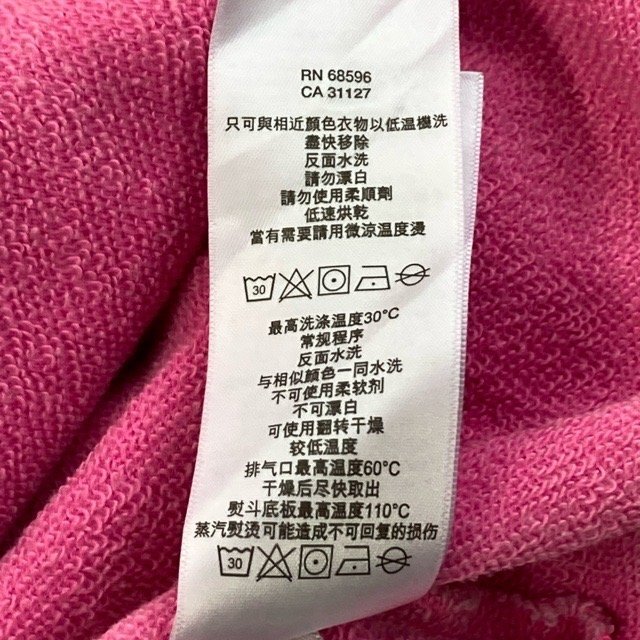 RN 68596
CA 31127
只可與相近顏色衣物以低溫機洗
盡快移除
反面水洗
請勿漂白
請勿使用柔順劑
低速烘乾
當有需要請用微涼温度燙
30
最高洗涤温度30°C
常规程序
反面水洗
与相似颜色一同水洗
不可使用柔软剂
不可漂白
可使用翻转干燥
较低温度
排气口最高温度60°C
干燥后尽快取出
熨斗底板最高温度110°C
蒸汽熨烫可能造成不可回复的损伤
30